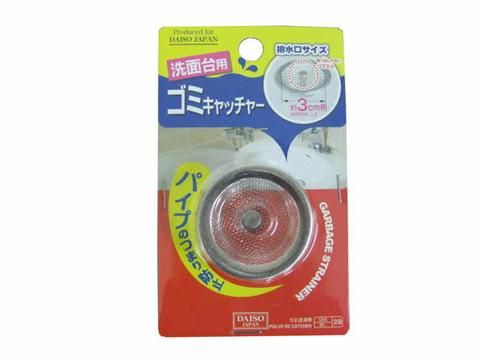 Produced for
DAISO JAPAN
洗面台用
ゴミキャッチャー
排水口サイズ
約3cm用
パイプのつまり防止
GARBAGE STRAINER
DAISO
JAPAN
POLVO DE CATCHER
29